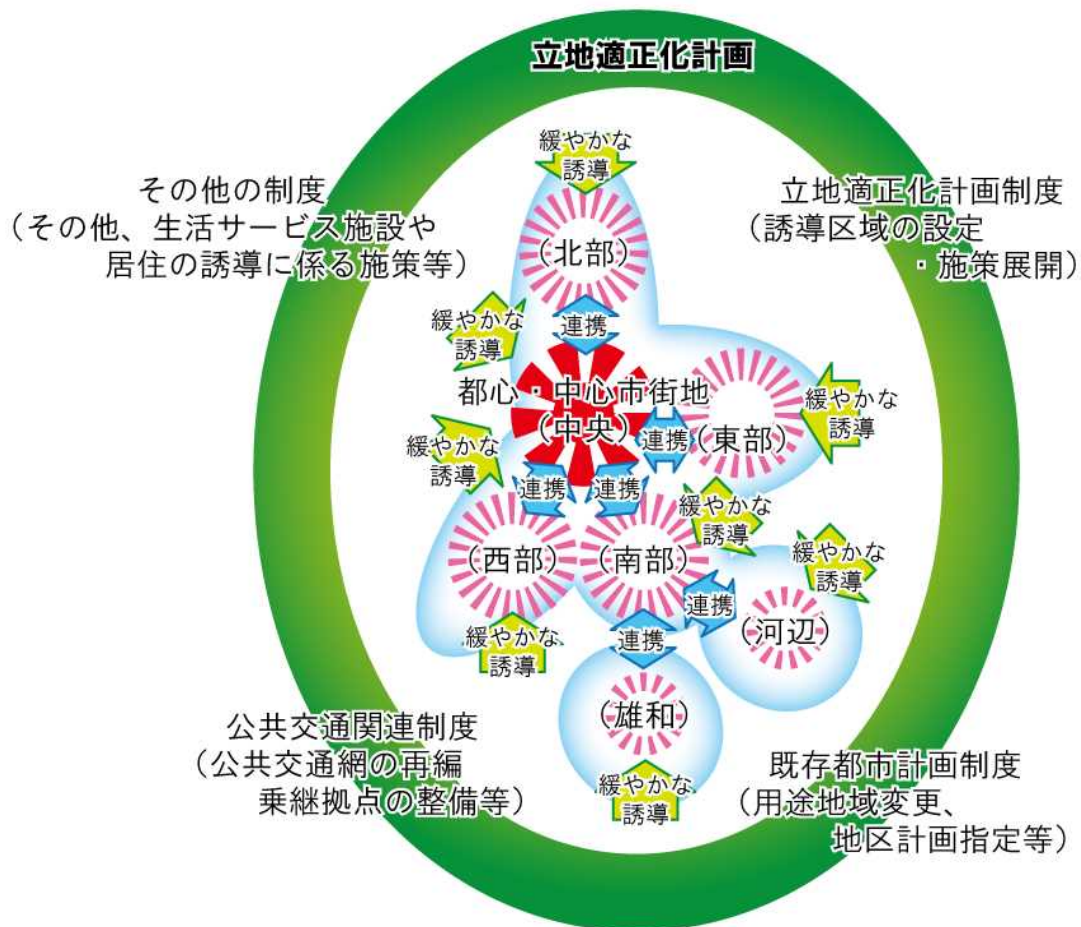 立地適正化計画
緩やかな
誘導
その他の制度
（その他、生活サービス施設や
居住の誘導に係る施策等）
立地適正化計画制度
（誘導区域の設定
・施策展開）
（北部）
緩やかな
誘導
連携
都心・中心市街地
（中央）
連携
（東部）
緩やかな
誘導
緩やかな
誘導
連携
連携
緩やかな
誘導
緩やかな
誘導
（西部）
（南部）
連携
（河辺）
緩やかな
誘導
連携
（雄和）
緩やかな
誘導
公共交通関連制度
（公共交通網の再編
乗継拠点の整備等）
既存都市計画制度
（用途地域変更、
地区計画指定等）